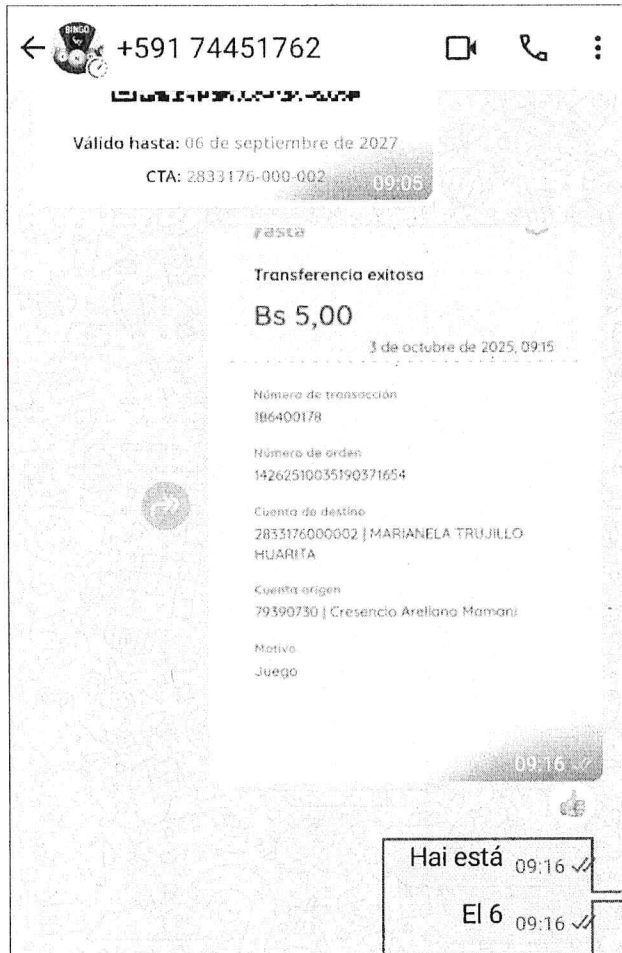 BINGO
+591 74451762
Válido hasta: 06 de septiembre de 2027
CTA: 2833176-000-002
09:05
Yasta
Transferencia exitosa
Bs 5,00
3 de octubre de 2025, 09:15
Número de transacción
186400178
Número de orden
14262510035190371654
Cuenta de destino
2833176000002 | MARIANELA TRUJILLO
HUARITA
Cuenta origen
79390730 | Cresencio Arellano Mamani
Motivo
Juego
09:16
Hai está 09:16
El 6 09:16